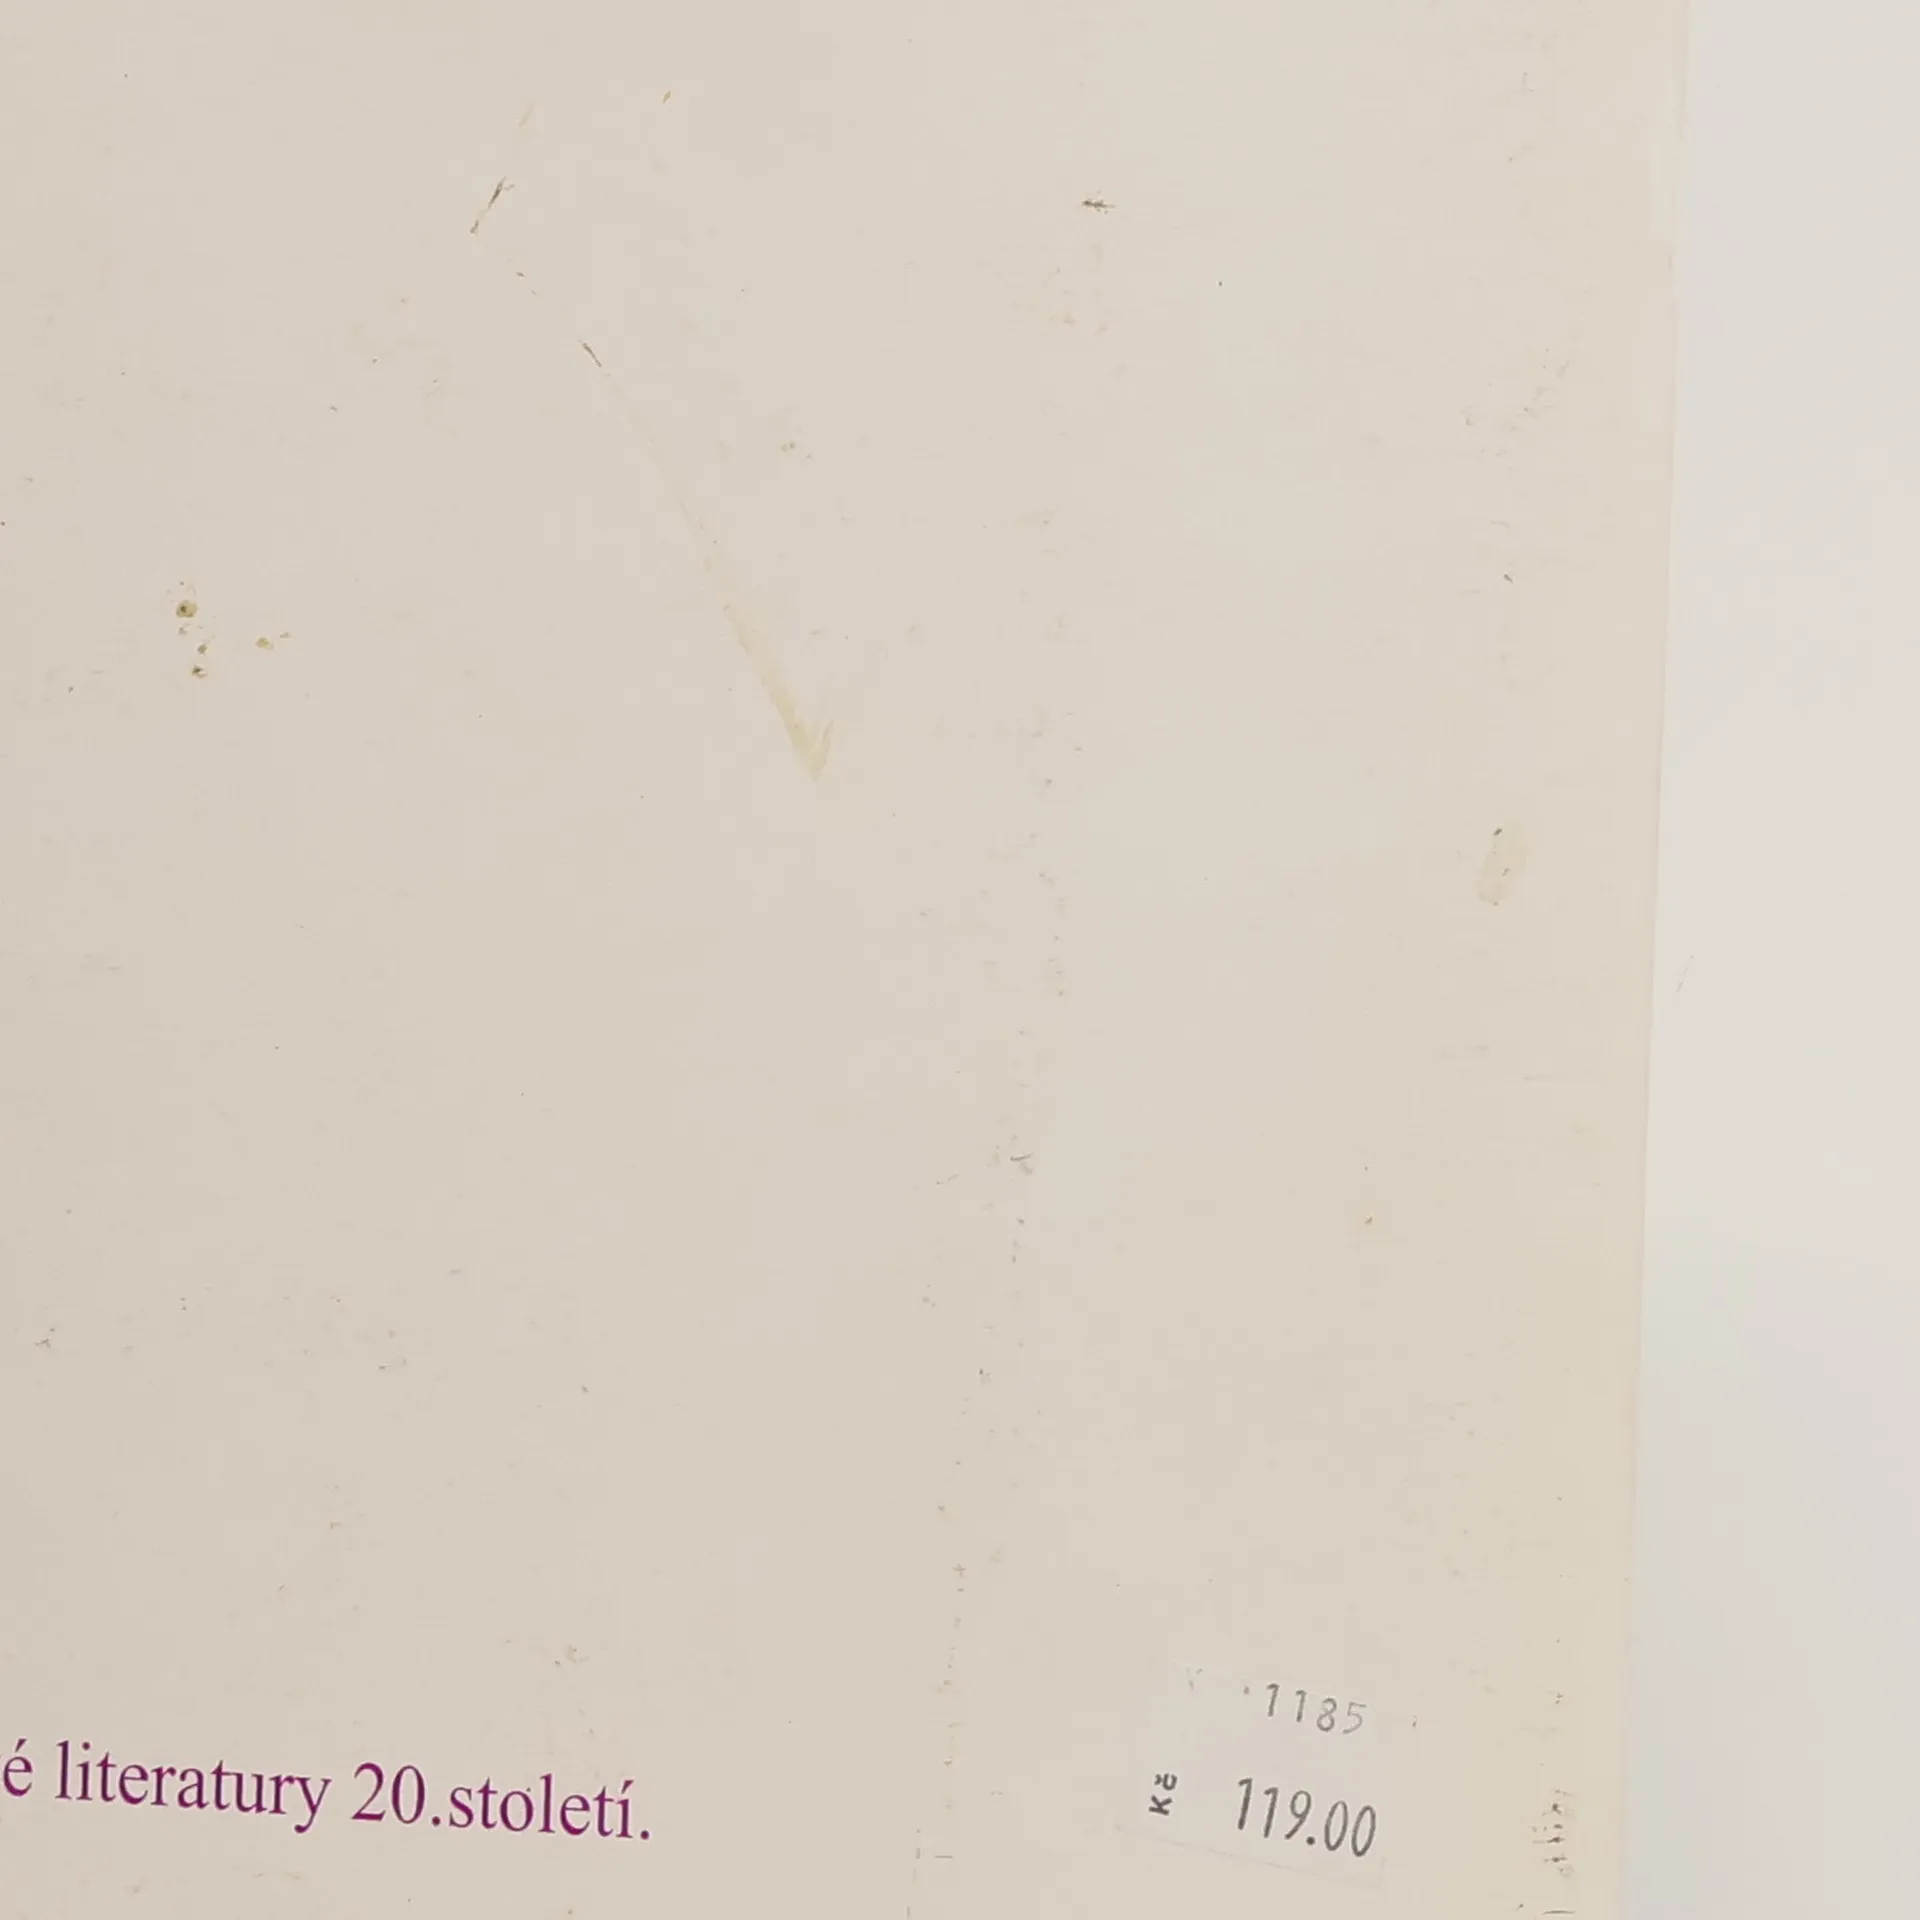 é literatury 20.století.
1185
Kč 119.00